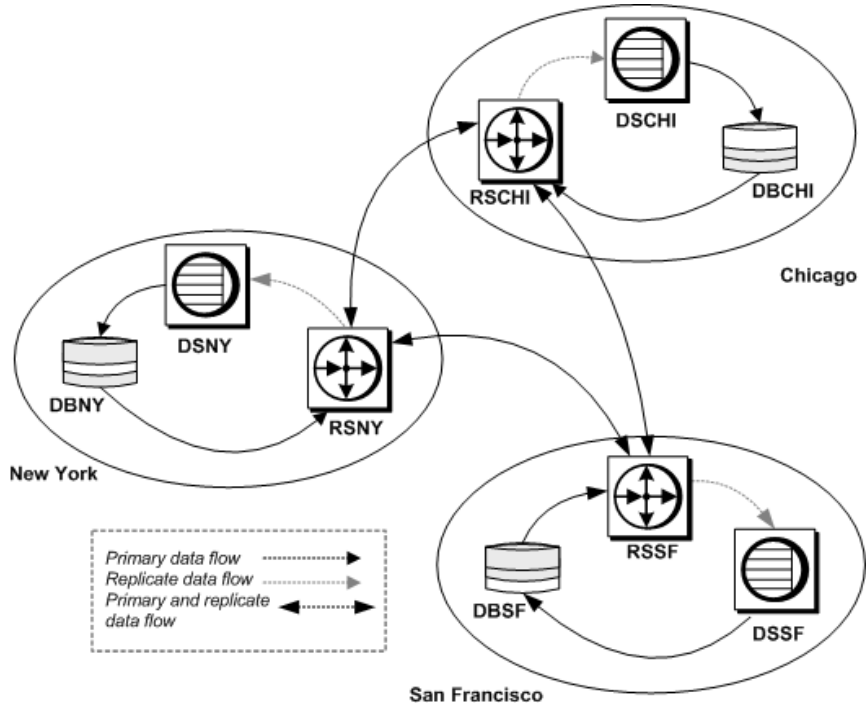 DSCHI
RSCHI
DBCHI
Chicago
DSNY
DBNY
RSNY
New York
RSSF
DBSF
DSSF
San Francisco
Primary data flow
Replicate data flow
Primary and replicate
data flow